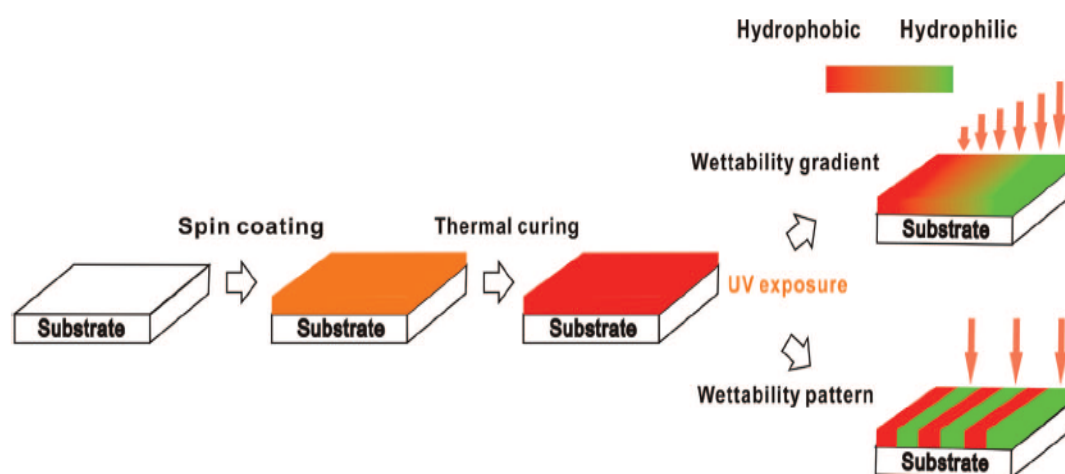 Hydrophobic Hydrophilic
Wettability gradient
Substrate
Spin coating Thermal curing
UV exposure
Substrate Substrate Substrate
Wettability pattern
Substrate